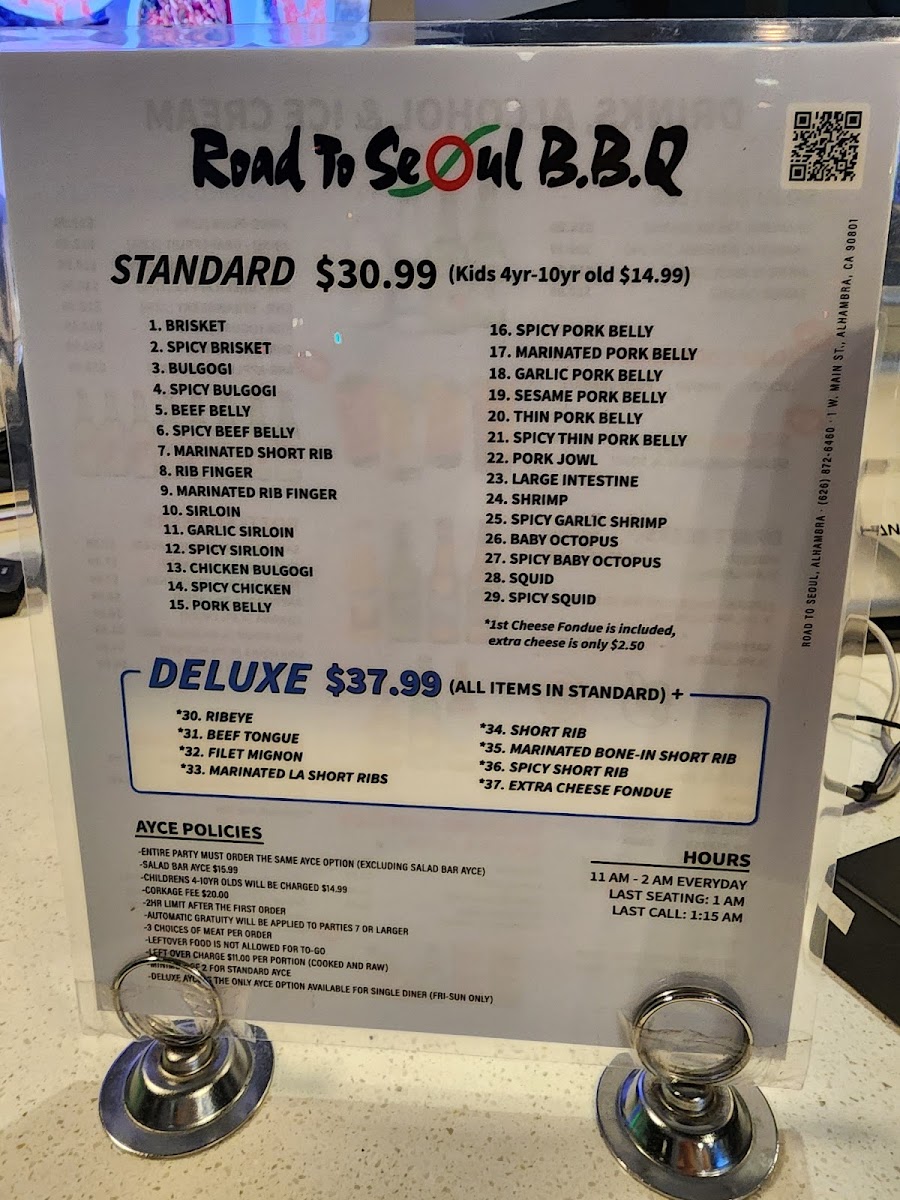 Road To Seoul B.B.Q
STANDARD $30.99 (Kids 4yr-10yr old $14.99)
1. BRISKET
2. SPICY BRISKET
3. BULGOGI
4. SPICY BULGOGI
5. BEEF BELLY
6. SPICY BEEF BELLY
7. MARINATED SHORT RIB
8. RIB FINGER
9. MARINATED RIB FINGER
10. SIRLOIN
11. GARLIC SIRLOIN
12. SPICY SIRLOIN
13. CHICKEN BULGOGI
14. SPICY CHICKEN
15. PORK BELLY
16. SPICY PORK BELLY
17. MARINATED PORK BELLY
18. GARLIC PORK BELLY
19. SESAME PORK BELLY
20. THIN PORK BELLY
21. SPICY THIN PORK BELLY
22. PORK JOWL
23. LARGE INTESTINE
24. SHRIMP
25. SPICY GARLIC SHRIMP
26. BABY OCTOPUS
27. SPICY BABY OCTOPUS
28. SQUID
29. SPICY SQUID
*1st Cheese Fondue is included,
extra cheese is only $2.50
DELUXE $37.99 (ALL ITEMS IN STANDARD) +
*30. RIBEYE
*31. BEEF TONGUE
*32. FILET MIGNON
*33. MARINATED LA SHORT RIBS
*34. SHORT RIB
*35. MARINATED BONE-IN SHORT RIB
*36. SPICY SHORT RIB
*37. EXTRA CHEESE FONDUE
AYCE POLICIES
-ENTIRE PARTY MUST ORDER THE SAME AYCE OPTION (EXCLUDING SALAD BAR AYCE)
-SALAD BAR AYCE $15.99
-CHILDRENS 4-10YR OLDS WILL BE CHARGED $14.99
-CORKAGE FEE $20.00
-2HR LIMIT AFTER THE FIRST ORDER
-AUTOMATIC GRATUITY WILL BE APPLIED TO PARTIES 7 OR LARGER
-3 CHOICES OF MEAT PER ORDER
-LEFTOVER FOOD IS NOT ALLOWED FOR TO-GO
-LEFT OVER CHARGE $11.00 PER PORTION (COOKED AND RAW)
2 FOR STANDARD AYCE
-DELUXE THE ONLY AYCE OPTION AVAILABLE FOR SINGLE DINER (FRI-SUN ONLY)
HOURS
11 AM - 2 AM EVERYDAY
LAST SEATING: 1 AM
LAST CALL: 1:15 AM
ROAD TO SEOUL, ALHAMBRA · (626) 872-6460 · 1 W. MAIN ST., ALHAMBRA, CA 90801
DRINKS, ALCOHOL & ICE CREAM